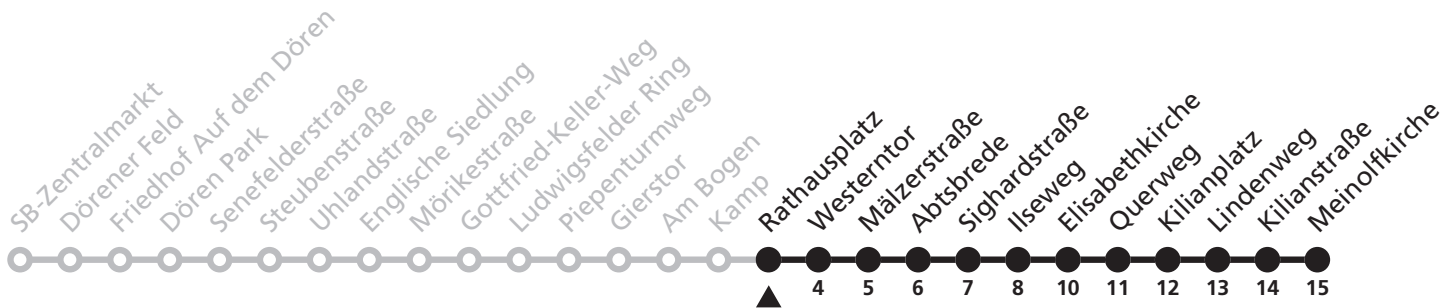 SB-Zentralmarkt
Dörener Feld
Friedhof Auf dem Dören
Dören Park
Senefelderstraße
Steubenstraße
Uhlandstraße
Englische Siedlung
Mörikestraße
Gottfried-Keller-Weg
Ludwigsfelder Ring
Piepenturmweg
Gierstor
Am Bogen
Kamp
Rathausplatz
Westerntor
Mälzerstraße
Abtsbrede
Sighardstraße
Ilseweg
Elisabethkirche
Querweg
Kilianplatz
Lindenweg
Kilianstraße
Meinolfkirche
4 5 6 7 8 10 11 12 13 14 15